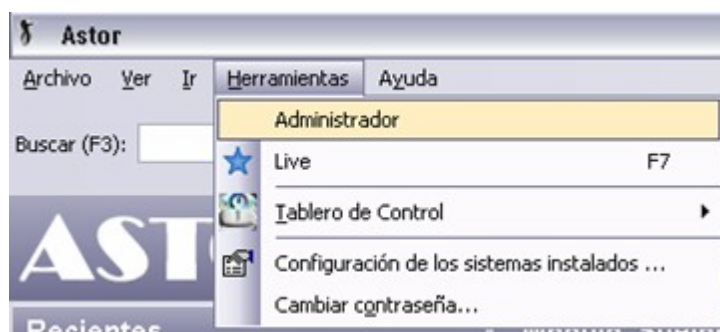 Astor
Archivo Ver Ir Herramientas Ayuda
Administrador
Buscar (F3):
Live F7
Tablero de Control
Configuración de los sistemas instalados ...
Cambiar contraseña...
Recientes